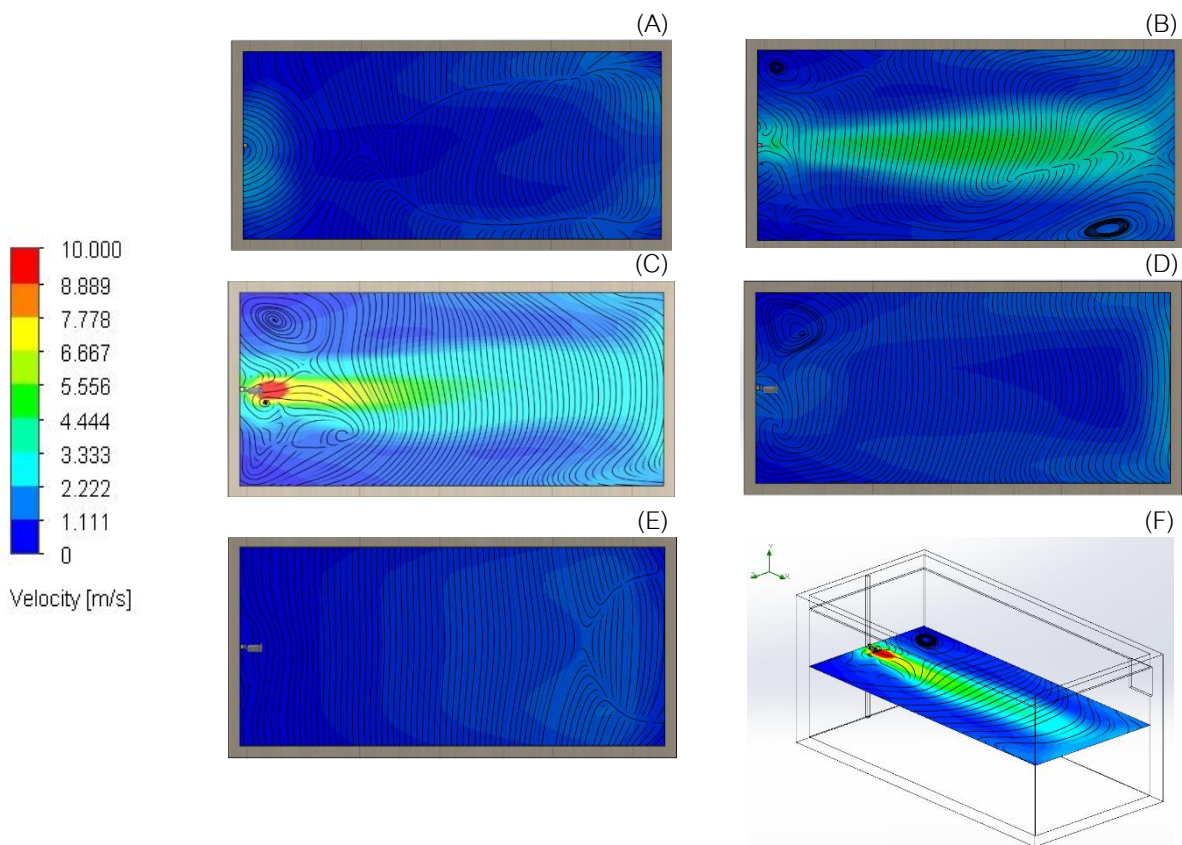 (A)
(B)
(C)
(D)
10.000
8.889
7.778
6.667
5.556
4.444
3.333
2.222
1.111
0
Velocity [m/s]
(E)
(F)